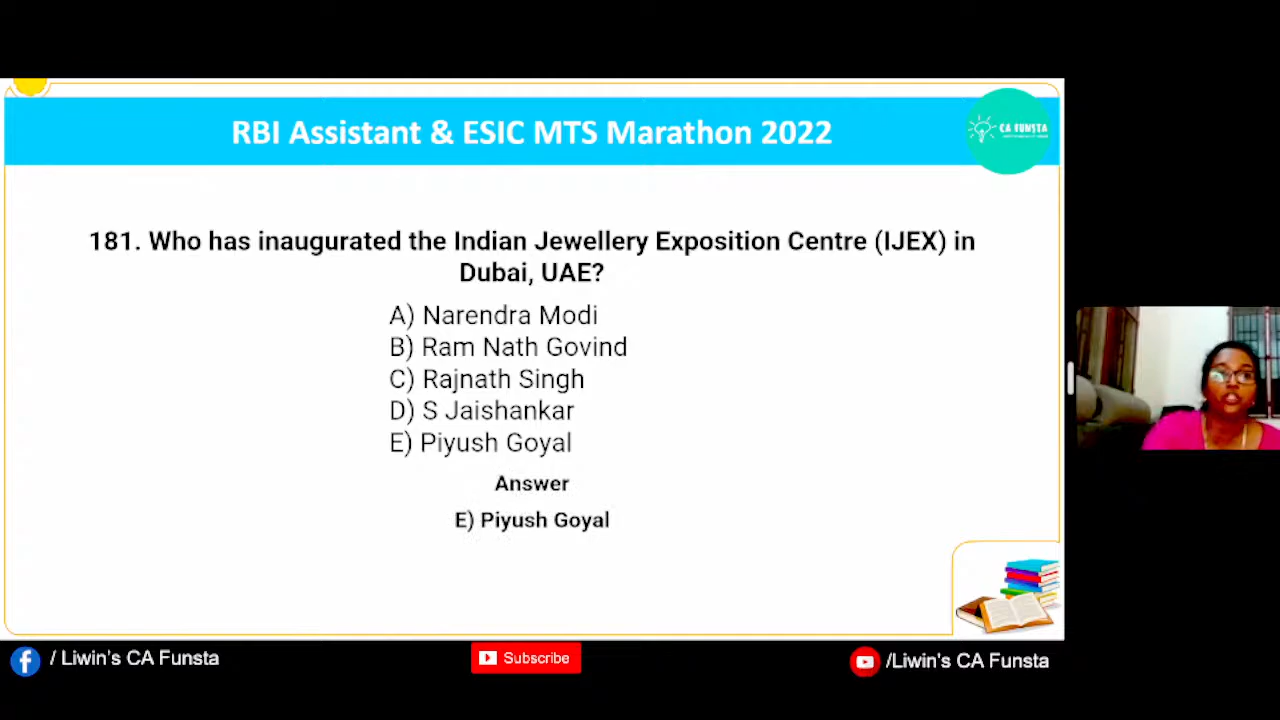 RBI Assistant & ESIC MTS Marathon 2022
CA FUNSTA
181. Who has inaugurated the Indian Jewellery Exposition Centre (IJEX) in
Dubai, UAE?
A) Narendra Modi
B) Ram Nath Govind
C) Rajnath Singh
D) S Jaishankar
E) Piyush Goyal
Answer
E) Piyush Goyal
/ Liwin's CA Funsta
Subscribe
/Liwin's CA Funsta